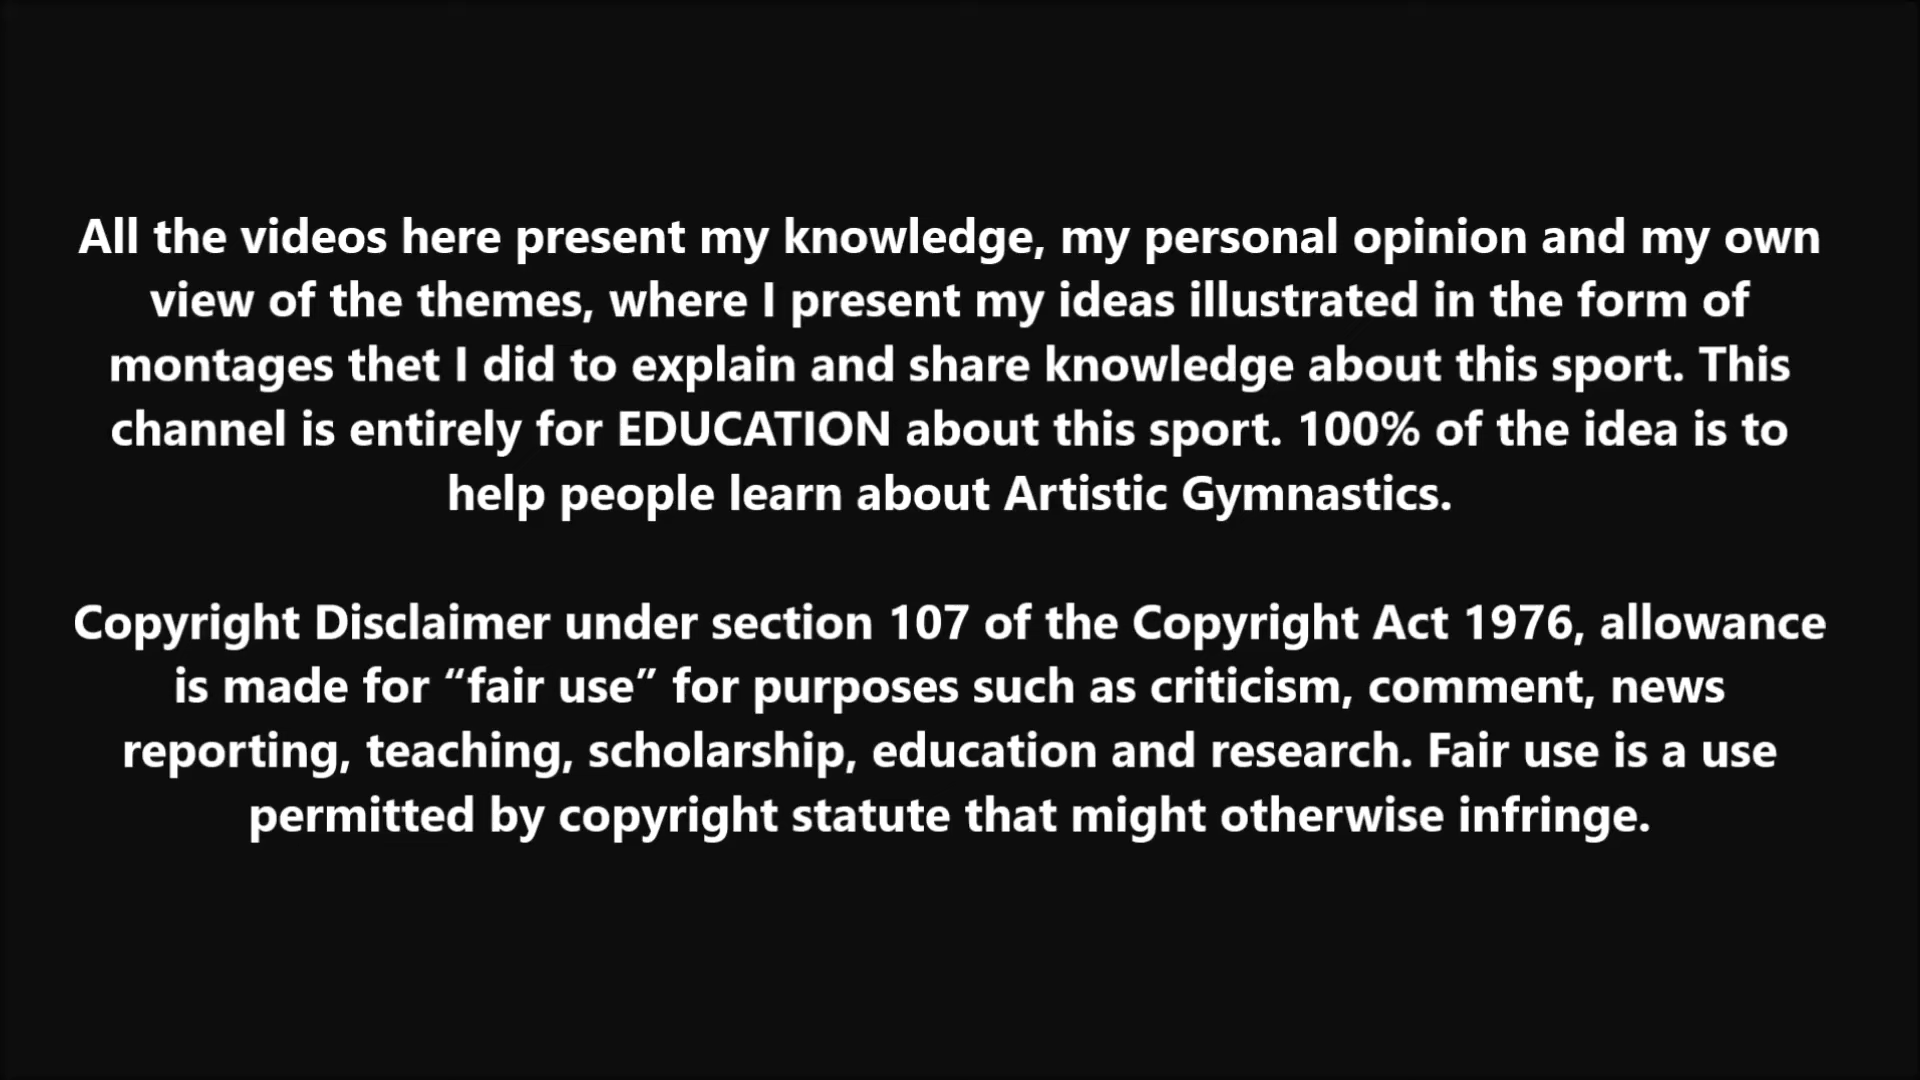 All the videos here present my knowledge, my personal opinion and my own
view of the themes, where I present my ideas illustrated in the form of
montages thet I did to explain and share knowledge about this sport. This
channel is entirely for EDUCATION about this sport. 100% of the idea is to
help people learn about Artistic Gymnastics.
Copyright Disclaimer under section 107 of the Copyright Act 1976, allowance
is made for “fair use” for purposes such as criticism, comment, news
reporting, teaching, scholarship, education and research. Fair use is a use
permitted by copyright statute that might otherwise infringe.